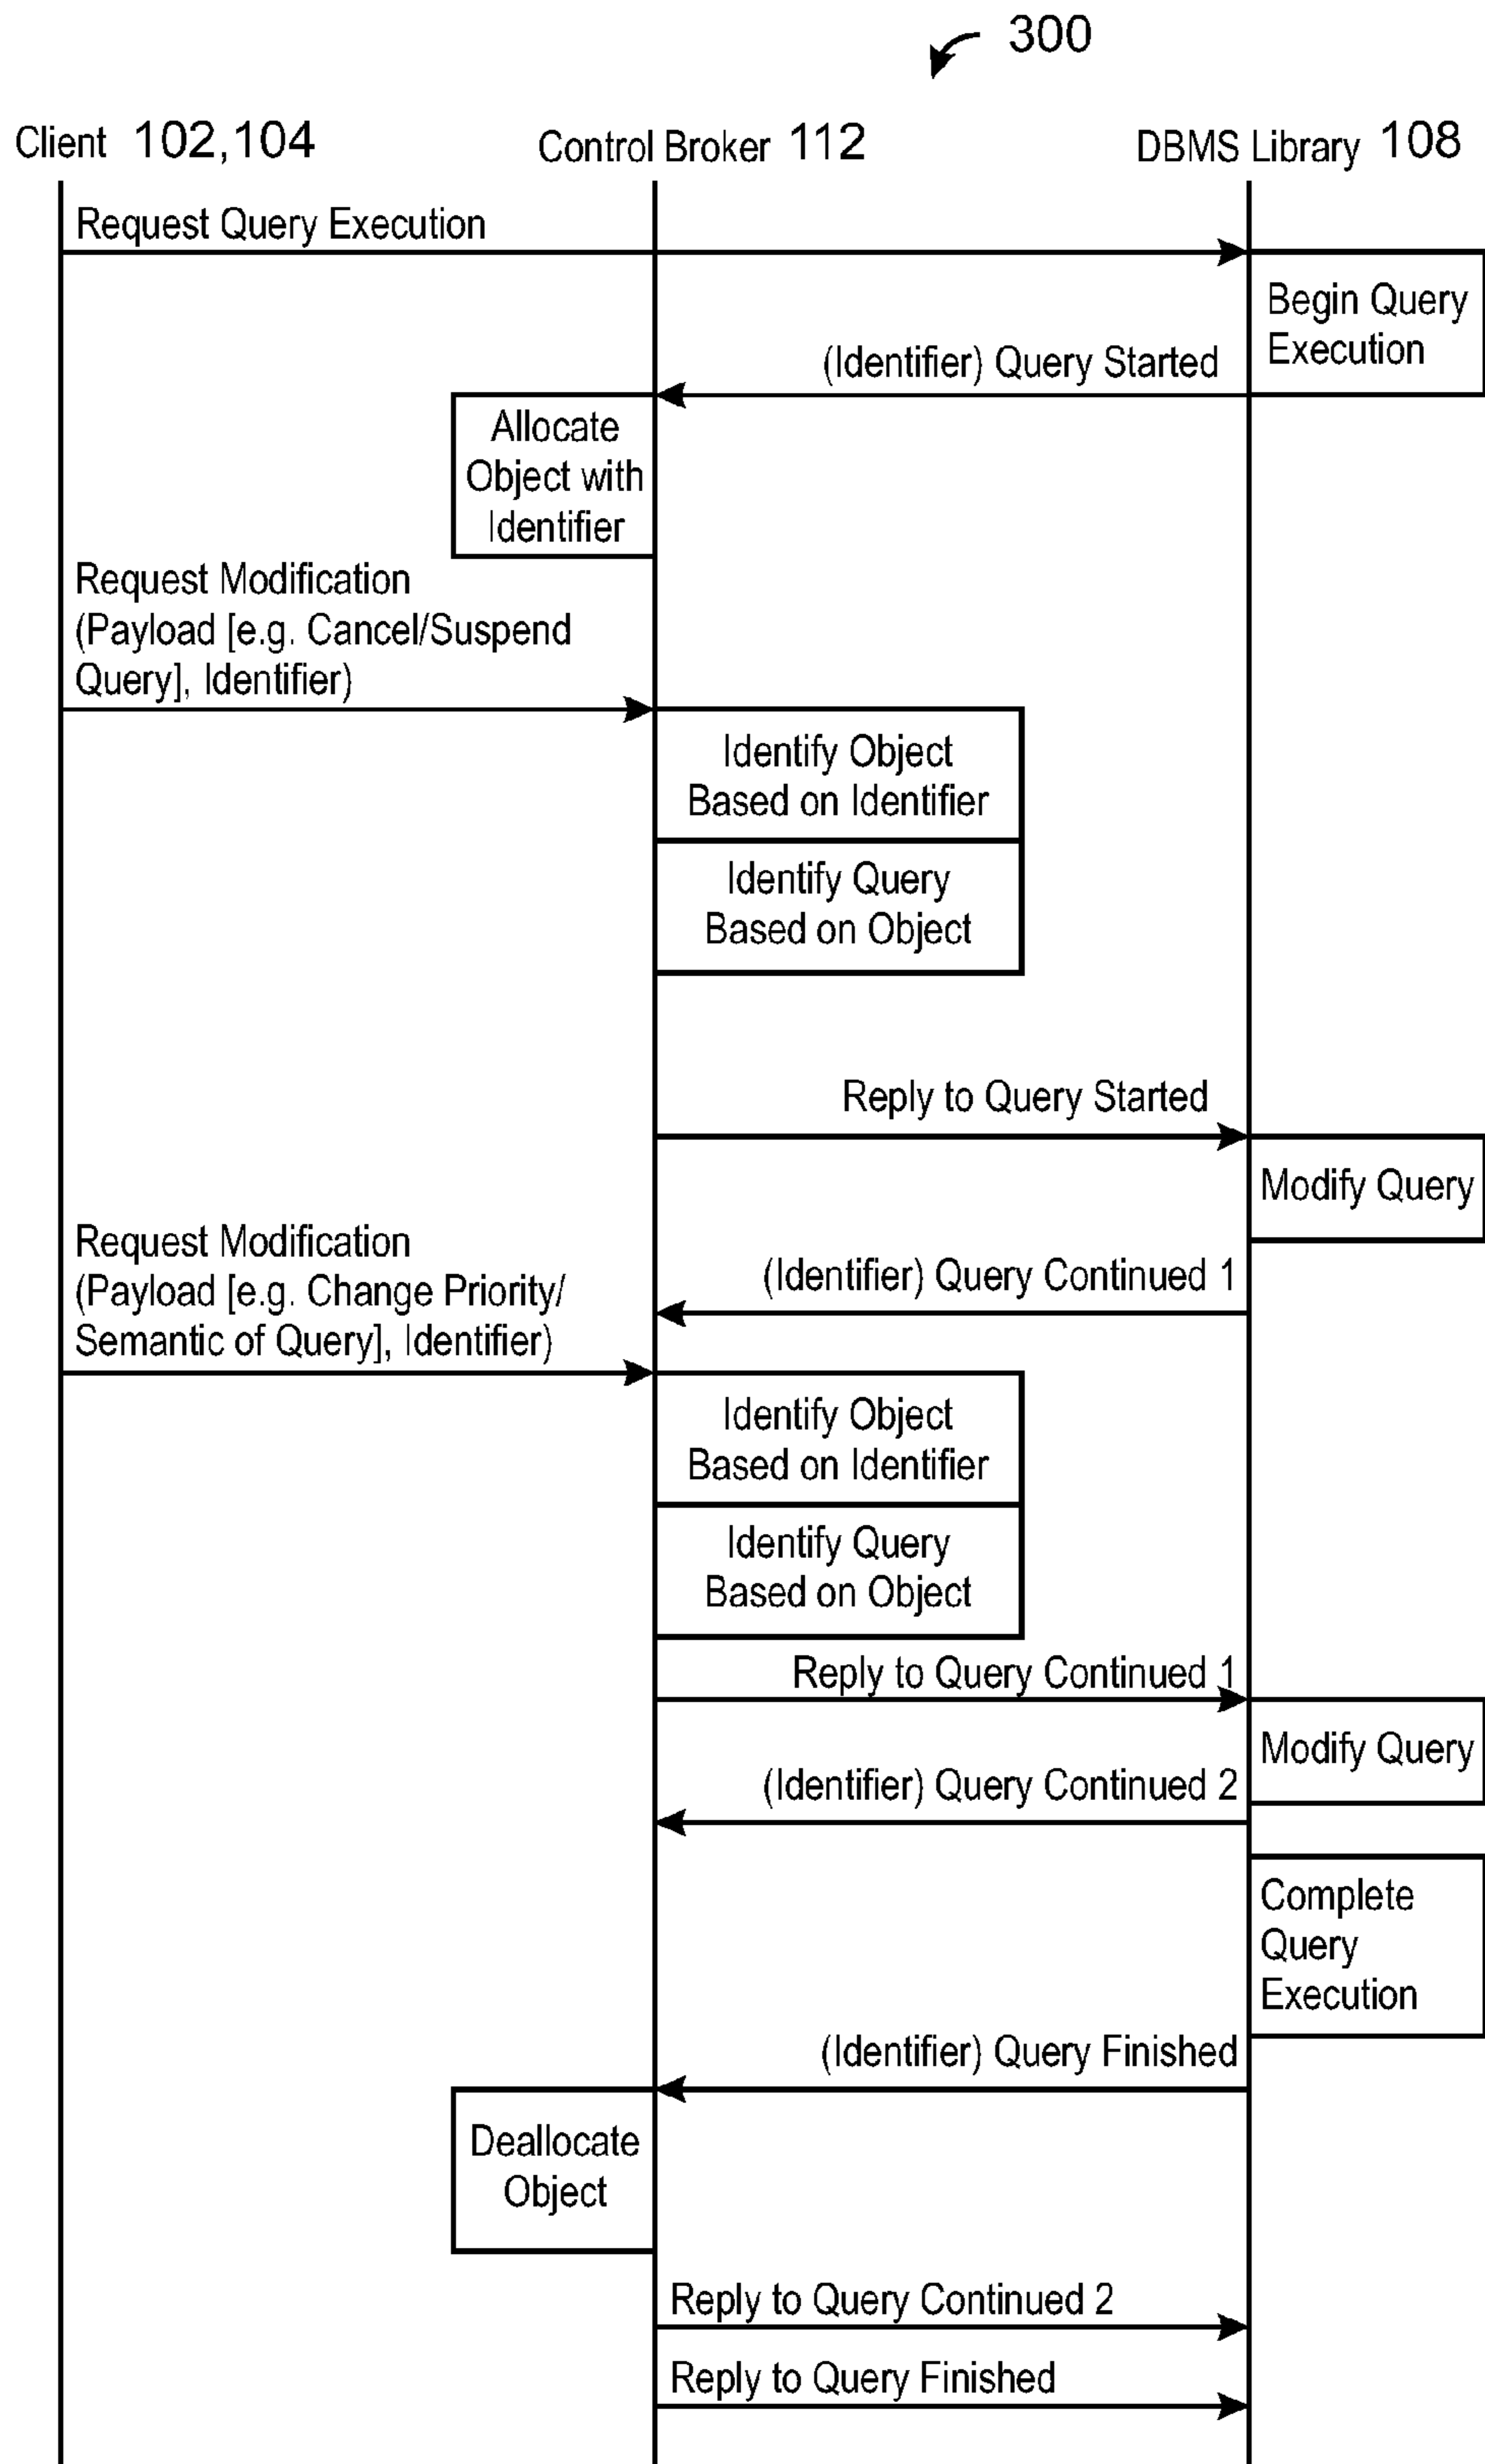 300
Client 102,104
Control Broker 112
DBMS Library 108
Request Query Execution
Begin Query
Execution
(Identifier) Query Started
Allocate
Object with
Identifier
Request Modification
(Payload [e.g. Cancel/Suspend
Query], Identifier)
Identify Object
Based on Identifier
Identify Query
Based on Object
Reply to Query Started
Modify Query
(Identifier) Query Continued 1
Request Modification
(Payload [e.g. Change Priority/
Semantic of Query], Identifier)
Identify Object
Based on Identifier
Identify Query
Based on Object
Reply to Query Continued 1
Modify Query
(Identifier) Query Continued 2
Complete
Query
Execution
(Identifier) Query Finished
Deallocate
Object
Reply to Query Continued 2
Reply to Query Finished